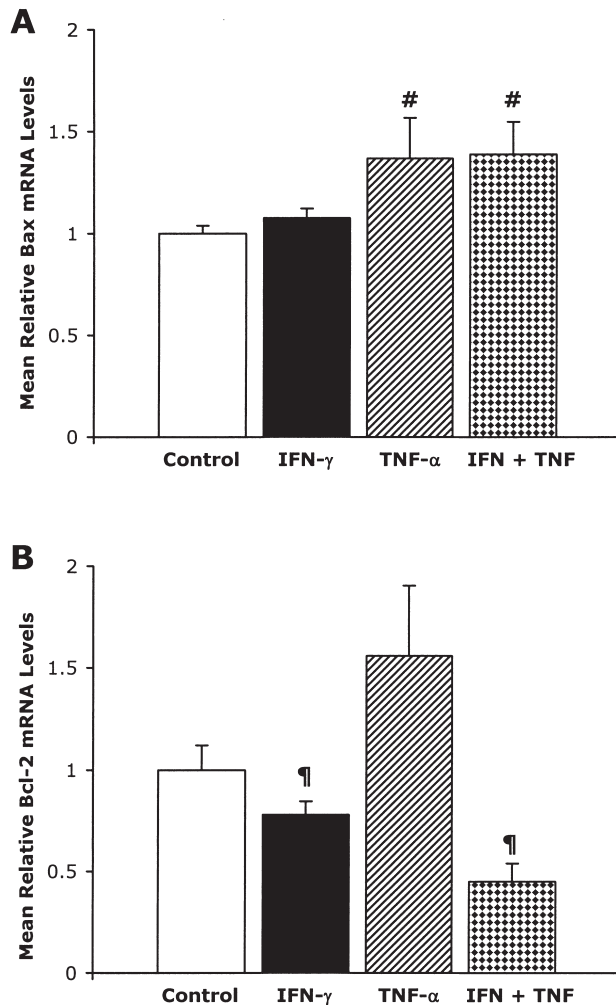 A
Mean Relative Bax mRNA Levels
2
1.5
1
0.5
0
# #
Control IFN-γ TNF-α IFN + TNF
B
Mean Relative Bcl-2 mRNA Levels
2
1.5
1
0.5
0
¶ ¶
Control IFN-γ TNF-α IFN + TNF